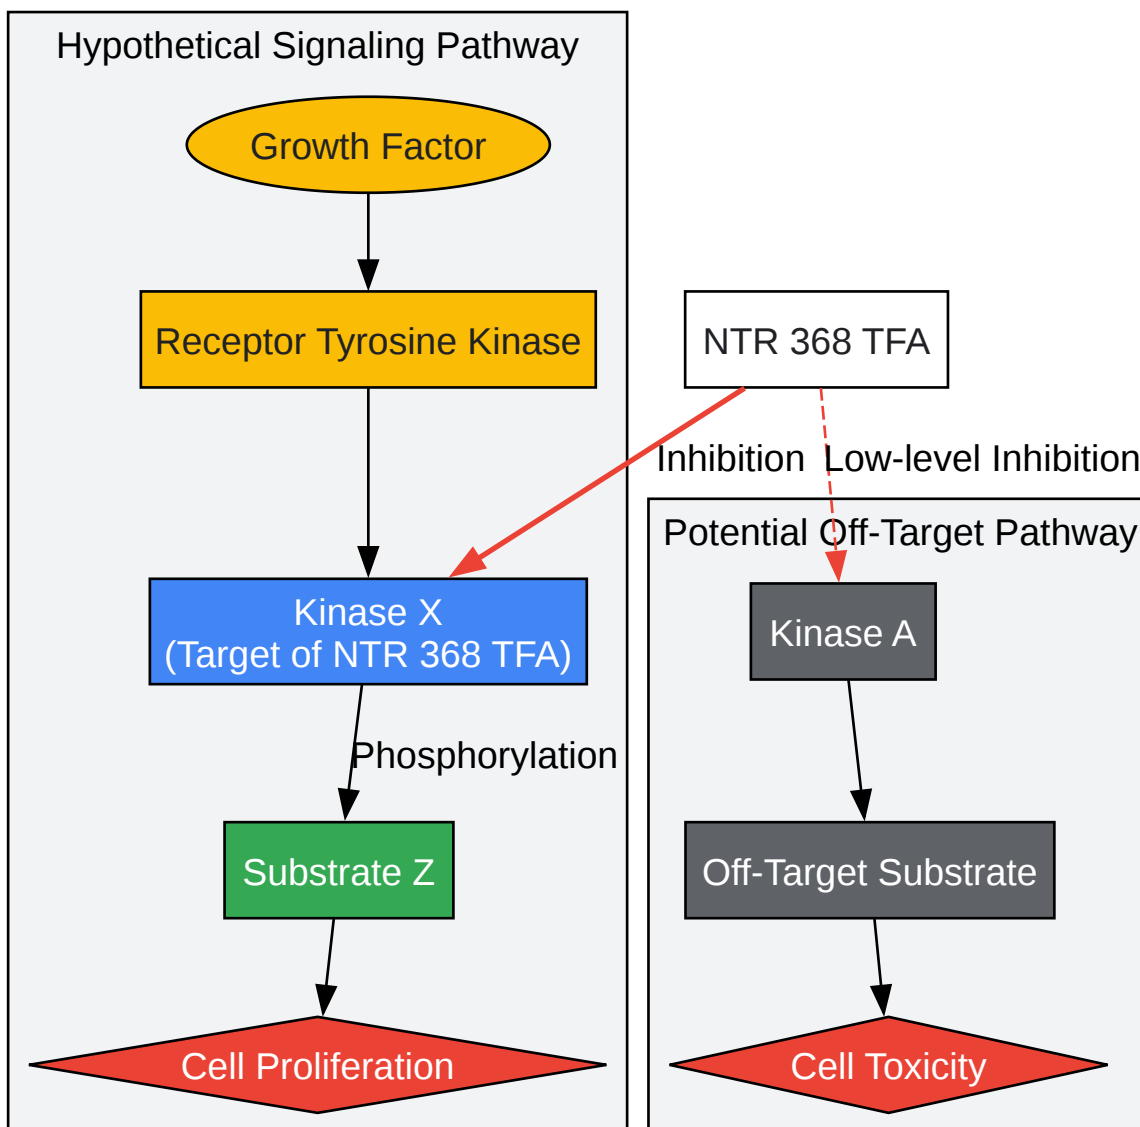 Hypothetical Signaling Pathway
Growth Factor
Receptor Tyrosine Kinase
NTR 368 TFA
Inhibition
Low-level Inhibition
Potential Off-Target Pathway
Kinase X
(Target of NTR 368 TFA)
Kinase A
Phosphorylation
Substrate Z
Off-Target Substrate
Cell Proliferation
Cell Toxicity